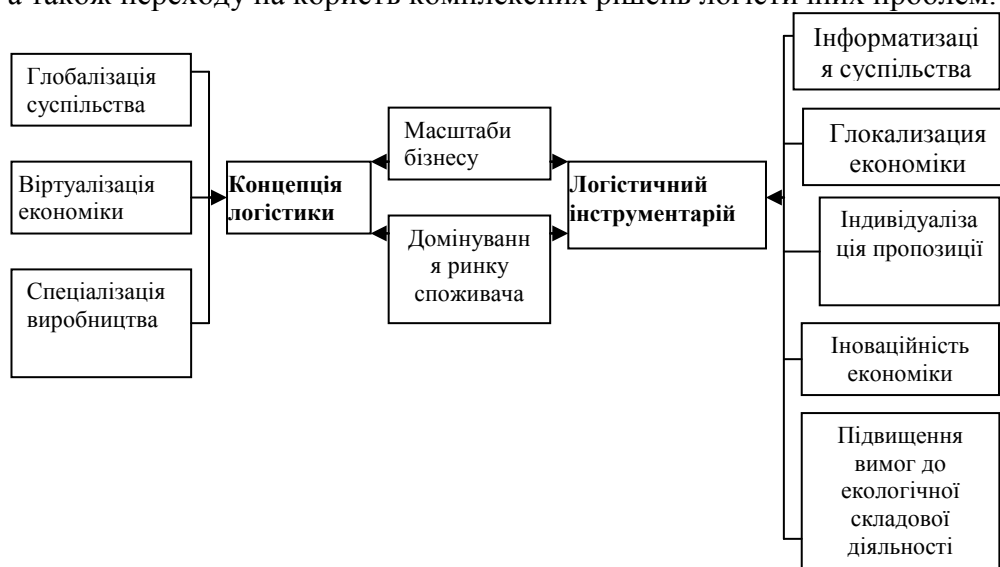 а також переходу на користь комплексних рішень логістичних проблем.
Глобалізація
суспільства
Віртуалізація
економіки
Спеціалізація
виробництва
Концепція
логістики
Масштаби
бізнесу
Домінуванн
я ринку
споживача
Логістичний
інструментарій
Інформатизаці
я суспільства
Глокализация
економіки
Індивідуаліза
ція пропозиції
Іноваційність
економіки
Підвищення
вимог до
екологічної
складової
діяльності